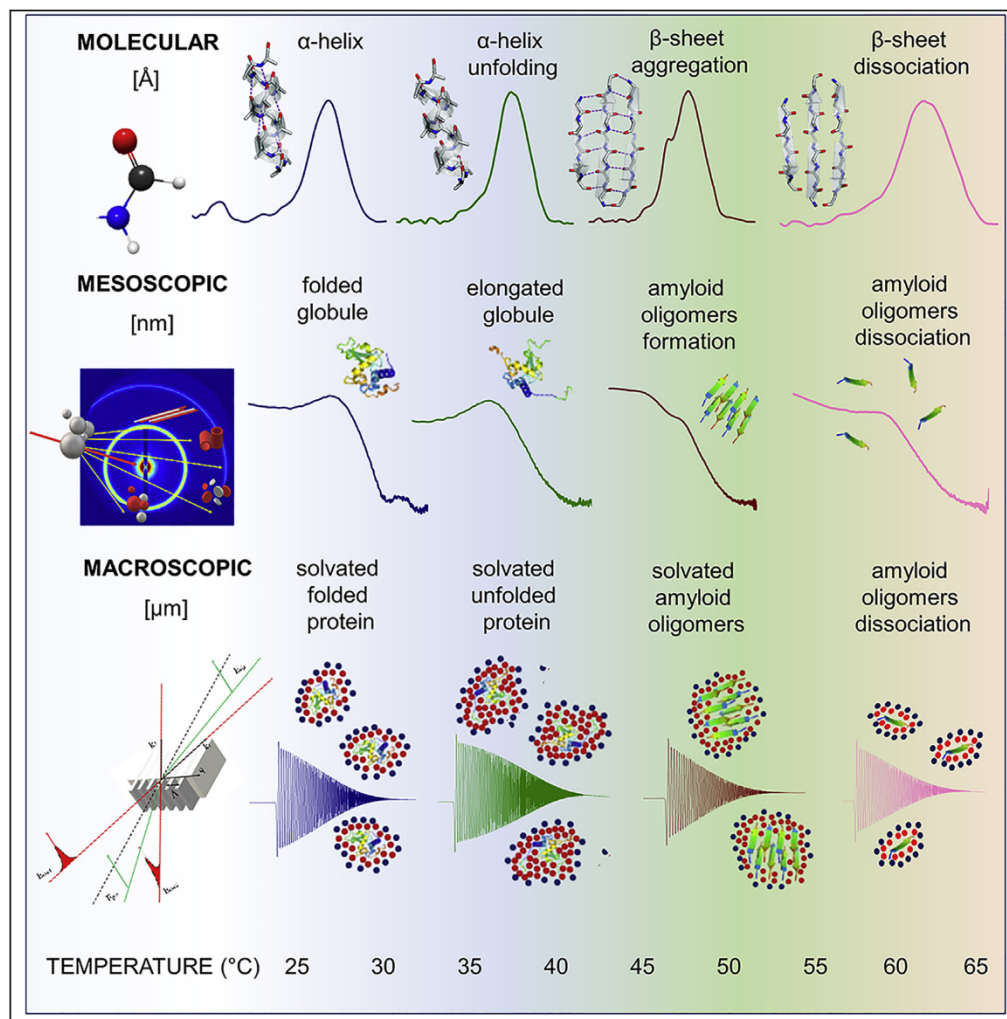 MOLECULAR
[Å]
α-helix
α-helix
unfolding
β-sheet
aggregation
β-sheet
dissociation
MESOSCOPIC
[nm]
folded
globule
elongated
globule
amyloid
oligomers
formation
amyloid
oligomers
dissociation
MACROSCOPIC
[µm]
solvated
folded
protein
solvated
unfolded
protein
solvated
amyloid
oligomers
amyloid
oligomers
dissociation
TEMPERATURE (°C) 25 30 35 40 45 50 55 60 65